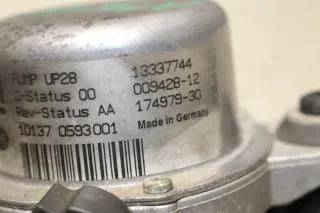 PUMP UP28 13337744
Q-Status 00 009428-12
Rev-Status AA 174979-30
10137 0593001 Made in Germany